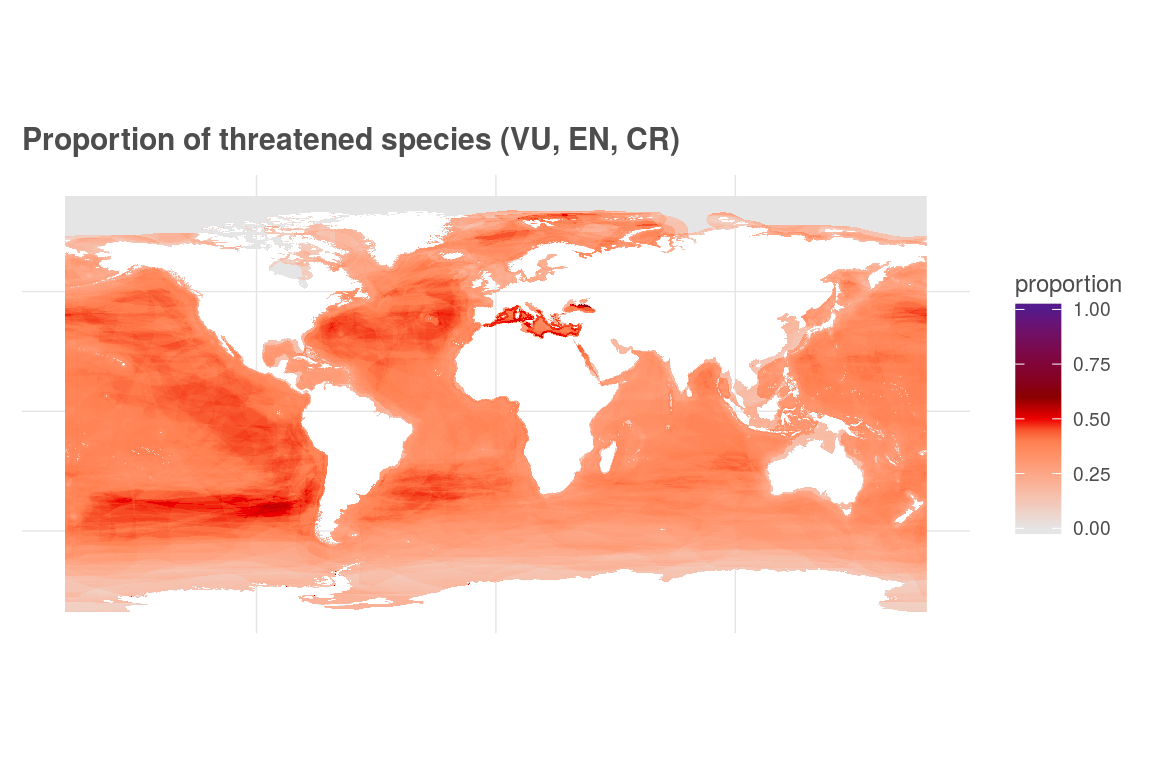 Proportion of threatened species (VU, EN, CR)
proportion
1.00
0.75
0.50
0.25
0.00